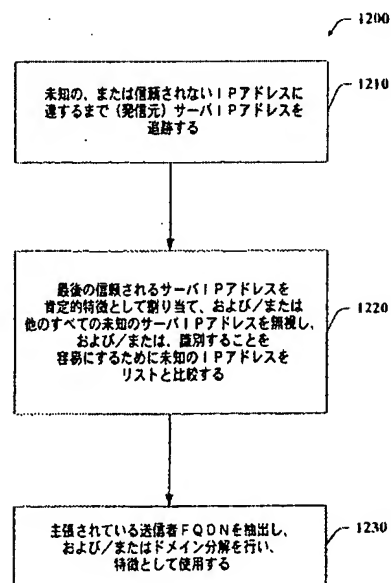 1200
未知の、または信頼されないＩＰアドレスに
達するまで（発信元）サーバＩＰアドレスを
追跡する
1210
最後の信頼されるサーバＩＰアドレスを
肯定的特徴として割り当て、および／または
他のすべての未知のサーバＩＰアドレスを無視し、
および／または、識別することを
容易にするために未知のＩＰアドレスを
リストと比較する
1220
主張されている送信者ＦＱＤＮを抽出し、
および／またはドメイン分解を行い、
特徴として使用する
1230